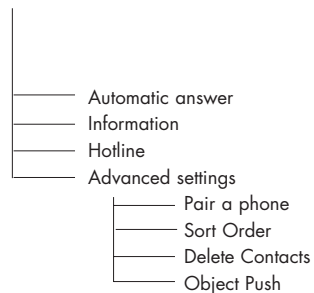 Automatic answer
Information
Hotline
Advanced settings
Pair a phone
Sort Order
Delete Contacts
Object Push